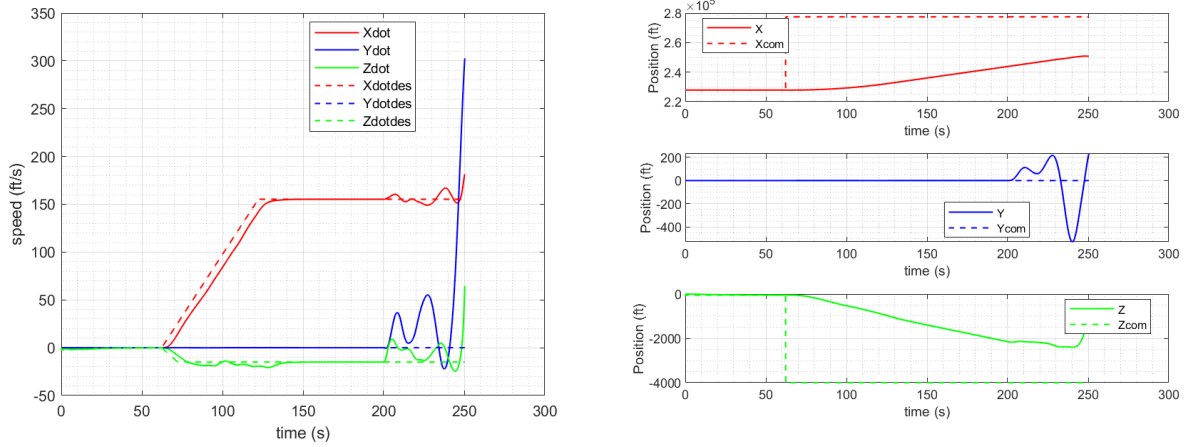 350
300
250
200
150
100
50
0
-50
speed (ft/s)
0 50 100 150 200 250 300
time (s)
Xdot
Ydot
Zdot
Xdotdes
Ydotdes
Zdotdes
×10⁵
2.8
2.6
2.4
2.2
Position (ft)
X
Xcom
0 50 100 150 200 250 300
time (s)
200
0
-200
-400
Position (ft)
Y
Ycom
0 50 100 150 200 250 300
time (s)
0
-2000
-4000
Position (ft)
Z
Zcom
0 50 100 150 200 250 300
time (s)